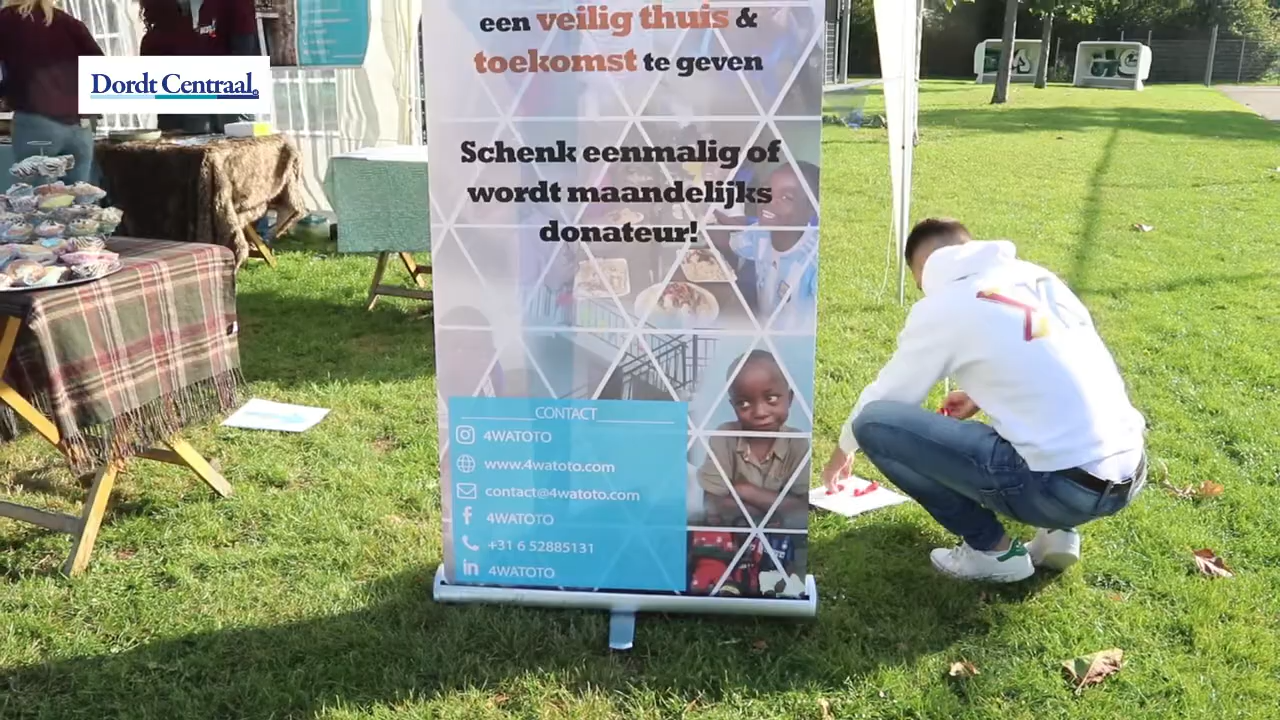 een veilig thuis &
toekomst te geven
Dordt Centraal
Schenk eenmalig of
wordt maandelijks
donateur!
CONTACT
4WATOTO
www.4watoto.com
contact@4watoto.com
4WATOTO
+31 6 52885131
4WATOTO